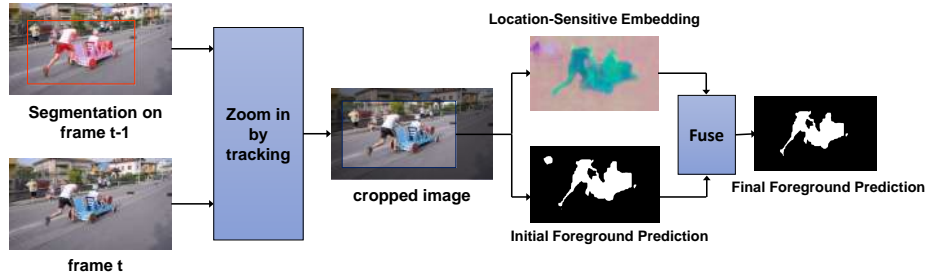 Location-Sensitive Embedding
Segmentation on
frame t-1
Zoom in
by
tracking
Fuse
cropped image
Final Foreground Prediction
Initial Foreground Prediction
frame t